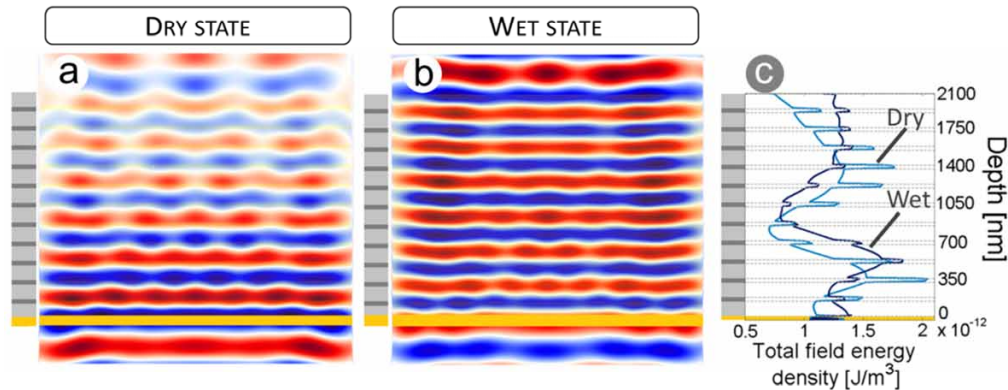 DRY STATE
WET STATE
a
b
c
Dry
Wet
2100
1750
1400
1050
700
350
0
Depth [nm]
0.5 1 1.5 2
x 10-12
Total field energy
density [J/m3]